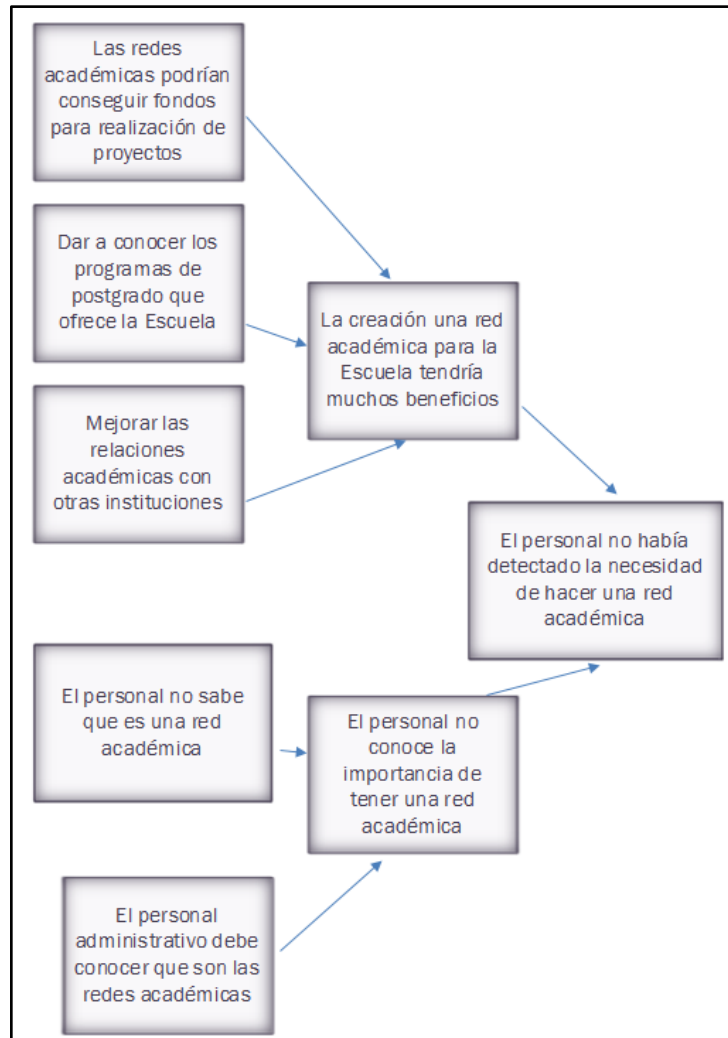 Las redes
académicas podrían
conseguir fondos
para realización de
proyectos
Dar a conocer los
programas de
postgrado que
ofrece la Escuela
La creación una red
académica para la
Escuela tendría
muchos beneficios
Mejorar las
relaciones
académicas con
otras instituciones
El personal no había
detectado la necesidad
de hacer una red
académica
El personal no sabe
que es una red
académica
El personal no
conoce la
importancia de
tener una red
académica
El personal
administrativo debe
conocer que son las
redes académicas